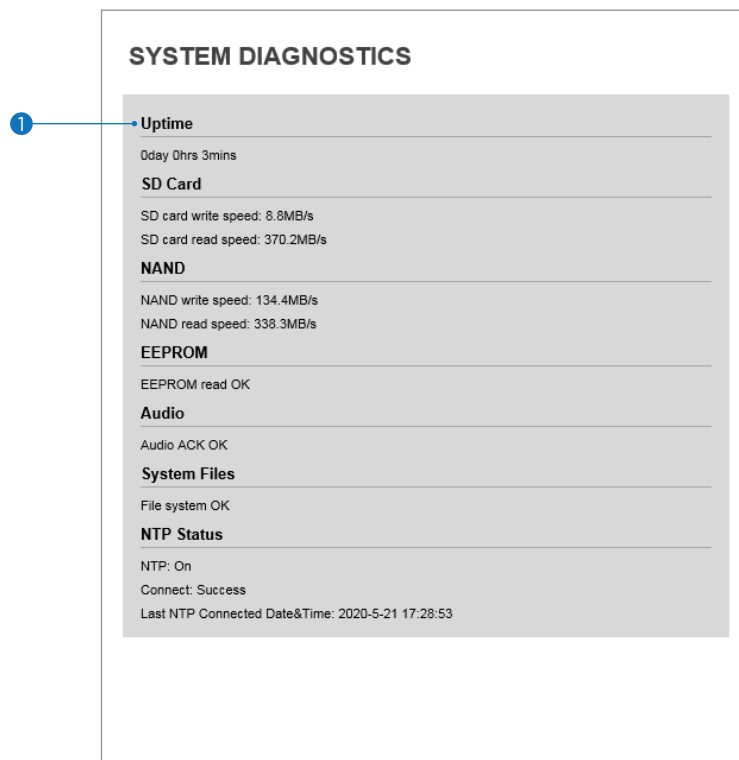 SYSTEM DIAGNOSTICS
1 Uptime
0day 0hrs 3mins
SD Card
SD card write speed: 8.8MB/s
SD card read speed: 370.2MB/s
NAND
NAND write speed: 134.4MB/s
NAND read speed: 338.3MB/s
EEPROM
EEPROM read OK
Audio
Audio ACK OK
System Files
File system OK
NTP Status
NTP: On
Connect: Success
Last NTP Connected Date&Time: 2020-5-21 17:28:53